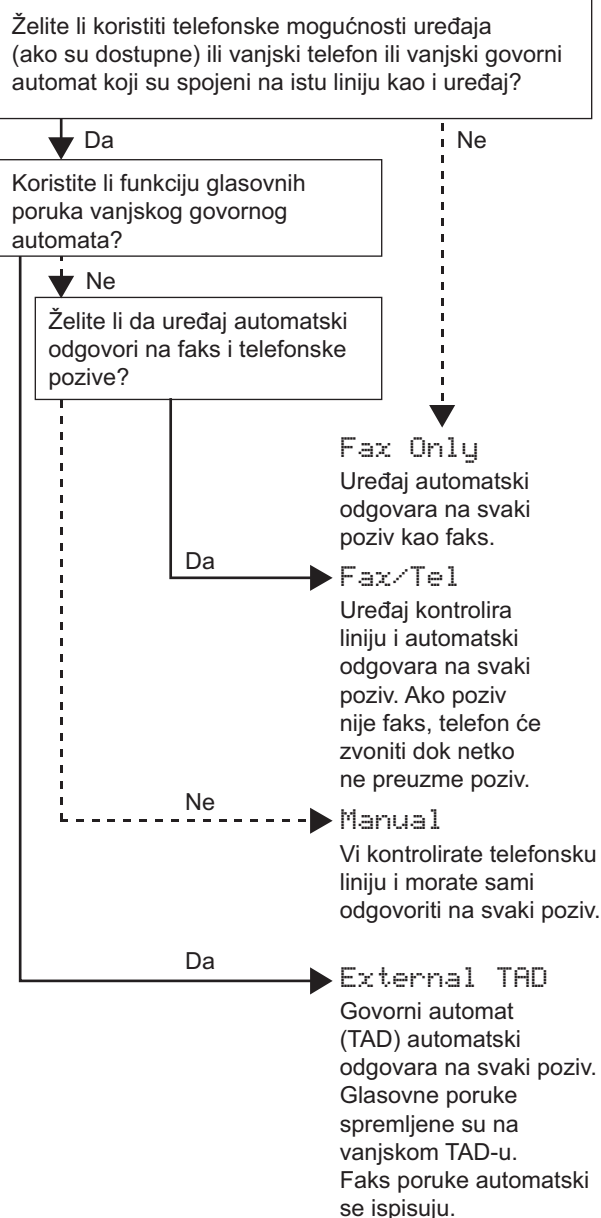 Želite li koristiti telefonske mogućnosti uređaja
(ako su dostupne) ili vanjski telefon ili vanjski govorni
automat koji su spojeni na istu liniju kao i uređaj?
Da
Ne
Koristite li funkciju glasovnih
poruka vanjskog govornog
automata?
Ne
Želite li da uređaj automatski
odgovori na faks i telefonske
pozive?
Fax Only
Uređaj automatski
odgovara na svaki
poziv kao faks.
Da
Fax/Tel
Uređaj kontrolira
liniju i automatski
odgovara na svaki
poziv. Ako poziv
nije faks, telefon će
zvoniti dok netko
ne preuzme poziv.
Ne
Manual
Vi kontrolirate telefonsku
liniju i morate sami
odgovoriti na svaki poziv.
Da
External TAD
Govorni automat
(TAD) automatski
odgovara na svaki poziv.
Glasovne poruke
spremljene su na
vanjskom TAD-u.
Faks poruke automatski
se ispisuju.